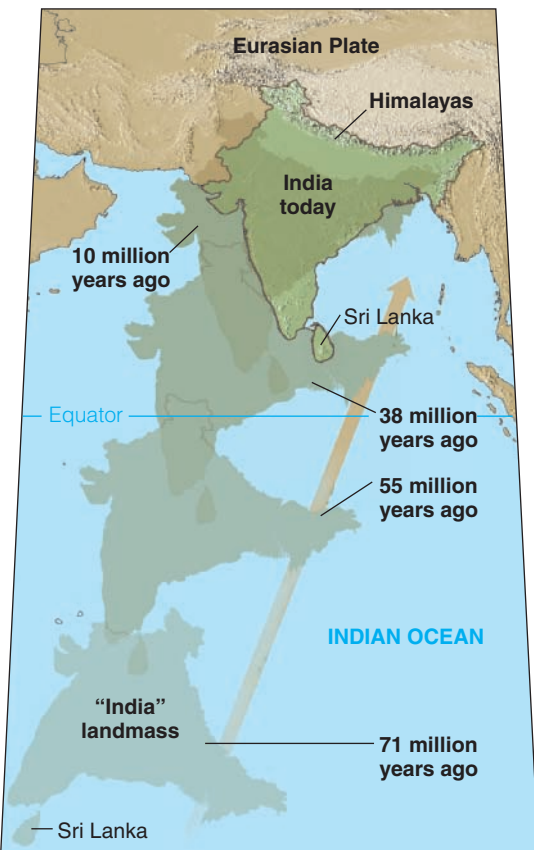 Eurasian Plate
Himalayas
India
today
10 million
years ago
Sri Lanka
Equator
38 million
years ago
55 million
years ago
INDIAN OCEAN
“India”
landmass
71 million
years ago
Sri Lanka